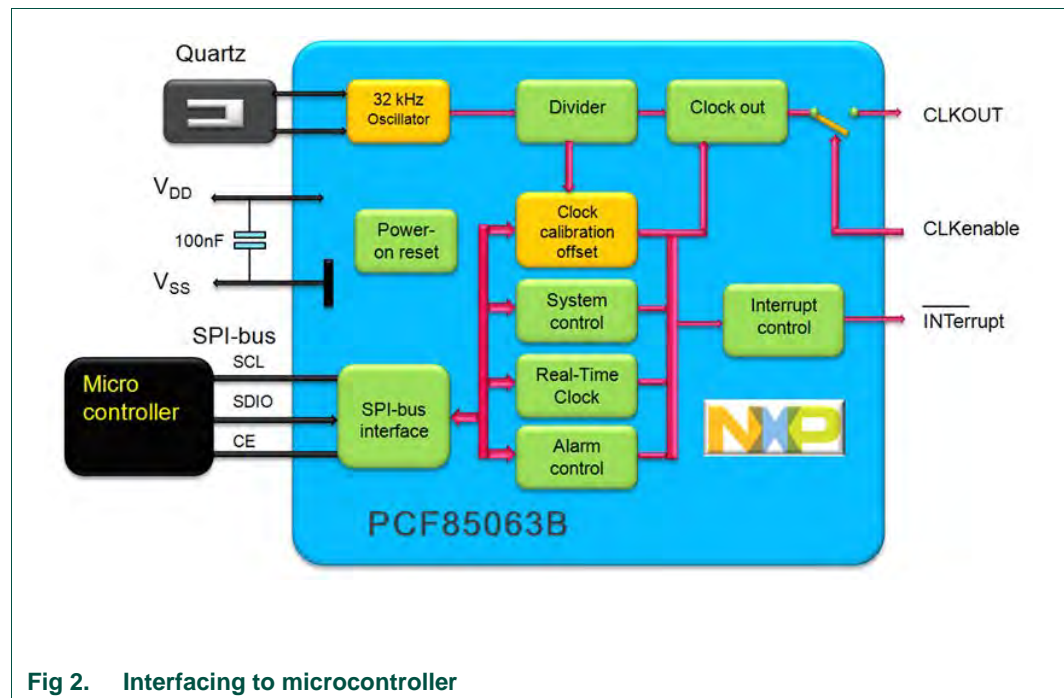 Quartz
32 kHz
Oscillator
Divider
Clock out
CLKOUT
VDD
100nF
VSS
Power-
on reset
Clock
calibration
offset
CLKenable
System
control
Interrupt
control
INTerrupt
SPI-bus
SCL
SDIO
CE
Micro
controller
SPI-bus
interface
Real-Time
Clock
Alarm
control
NXP
PCF85063B
Fig 2. Interfacing to microcontroller